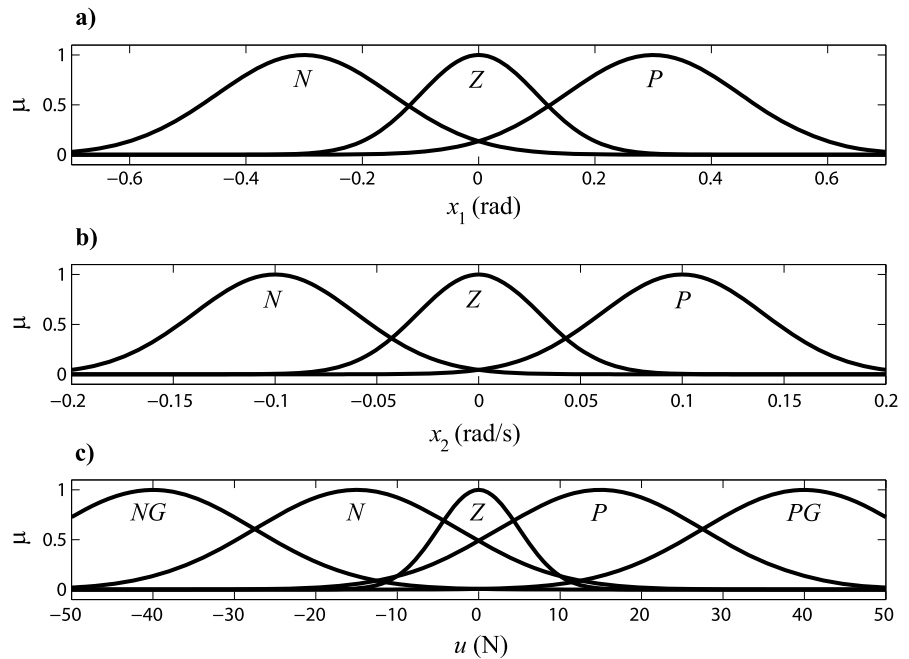 a)
1
0.5
0
μ
N Z P
−0.6 −0.4 −0.2 0 0.2 0.4 0.6
x1 (rad)
b)
1
0.5
0
μ
N Z P
−0.2 −0.15 −0.1 −0.05 0 0.05 0.1 0.15 0.2
x2 (rad/s)
c)
1
0.5
0
μ
NG N Z P PG
−50 −40 −30 −20 −10 0 10 20 30 40 50
u (N)